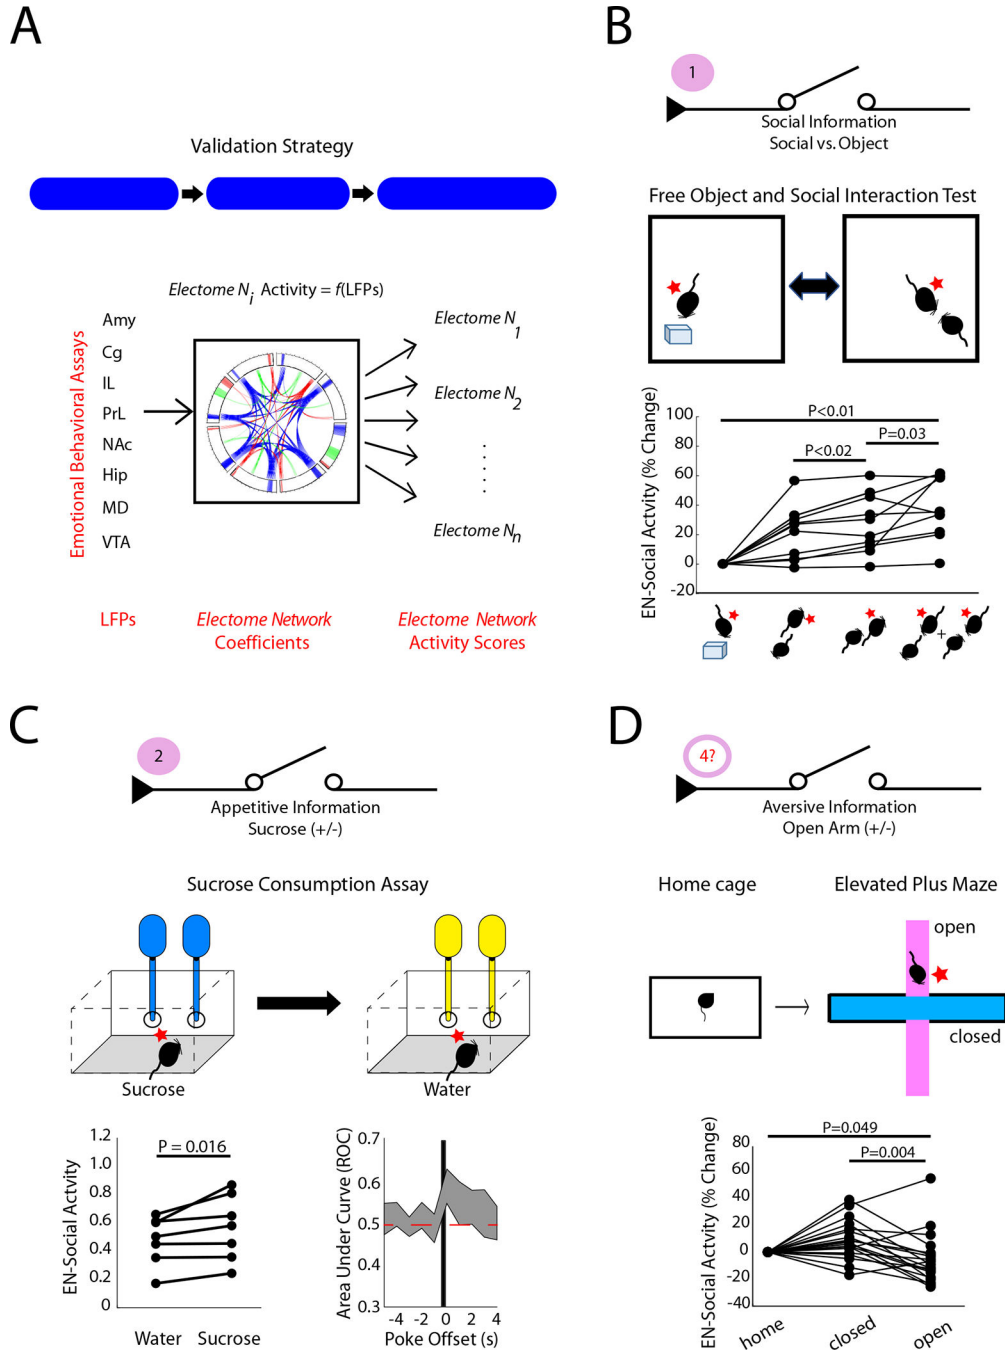 A
Validation Strategy
Electome Ni Activity = f(LFPs)
Emotional Behavioral Assays
Amy
Cg
IL
PrL
NAc
Hip
MD
VTA
Electome N1
Electome N2
Electome Nn
LFPs
Electome Network
Coefficients
Electome Network
Activity Scores
B
1
Social Information
Social vs. Object
Free Object and Social Interaction Test
EN-Social Actvity (% Change)
100
80
60
40
20
0
-20
P<0.01
P=0.03
P<0.02
+
C
2
Appetitive Information
Sucrose (+/-)
Sucrose Consumption Assay
Sucrose
Water
EN-Social Actvity
1.2
1.0
0.8
0.6
0.4
0.2
0
P = 0.016
Water
Sucrose
Area Under Curve (ROC)
0.7
0.6
0.5
0.4
0.3
-4
-2
0
2
4
Poke Offset (s)
D
4?
Aversive Information
Open Arm (+/-)
Home cage
Elevated Plus Maze
open
closed
EN-Social Actvity (% Change)
80
60
40
20
0
-20
-40
P=0.049
P=0.004
home
closed
open